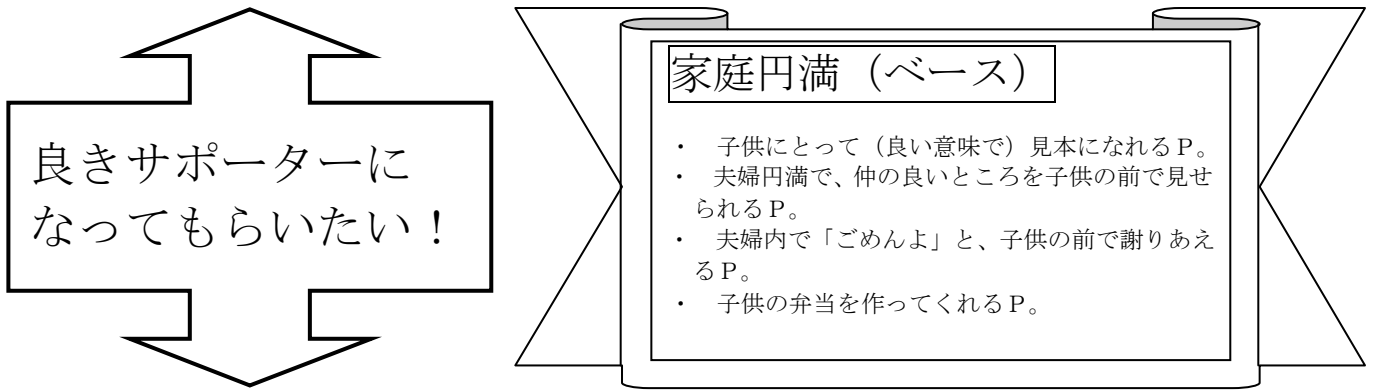 良きサポーターに
なってもらいたい！
家庭円満（ベース）
・　子供にとって（良い意味で）見本になれるＰ。
・　夫婦円満で、仲の良いところを子供の前で見せ
られるＰ。
・　夫婦内で「ごめんよ」と、子供の前で謝りあえ
るＰ。
・　子供の弁当を作ってくれるＰ。